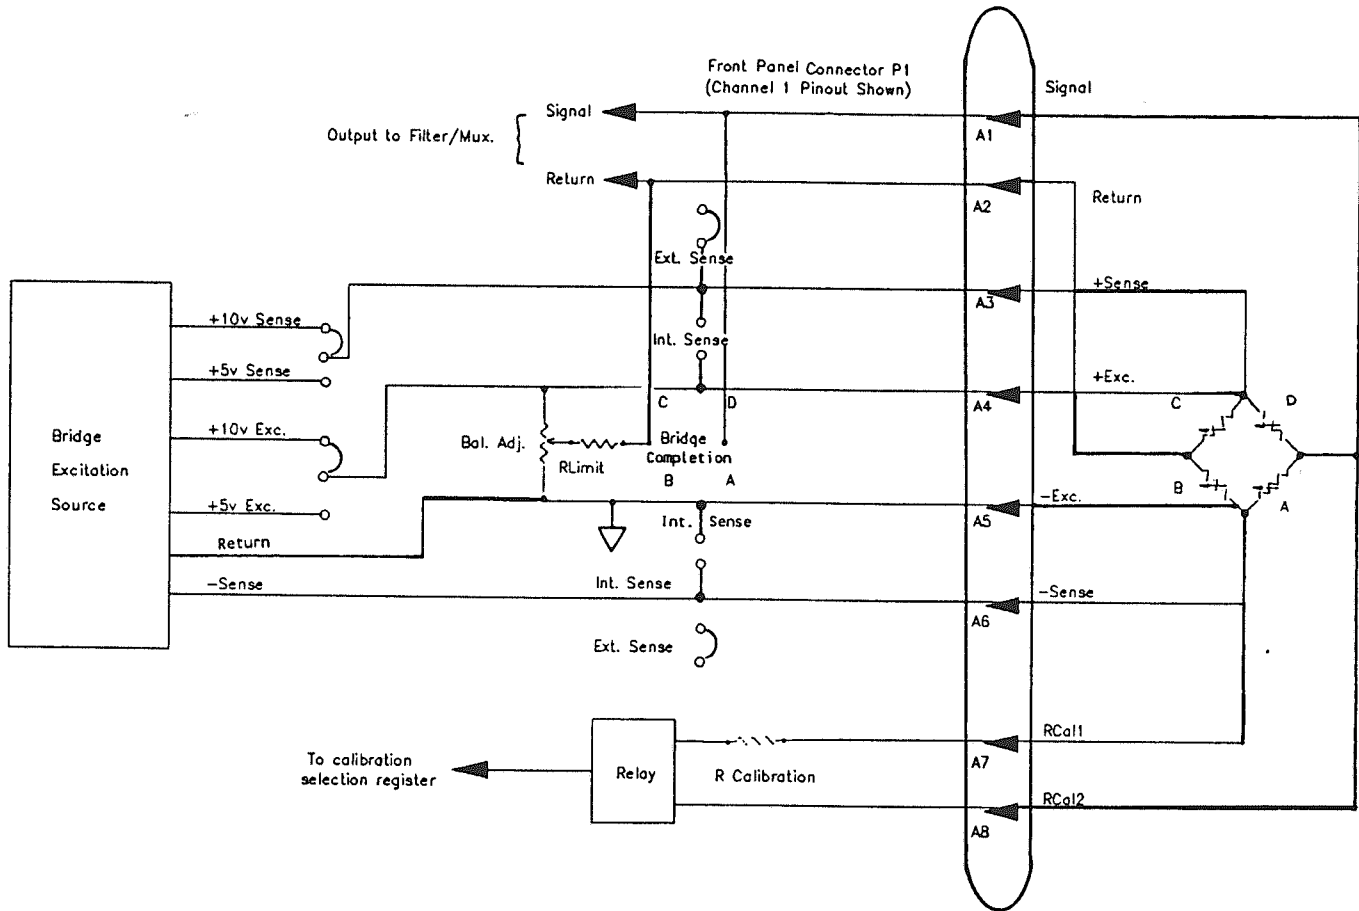 Front Panel Connector P1
(Channel 1 Pinout Shown)
Signal
Signal
A1
Output to Filter/Mux.
Return
A2
Return
Ext. Sense
+Sense
A3
+10v Sense
Int. Sense
+5v Sense
+Exc.
A4
C
D
C
D
Bridge
Excitation
Source
+10v Exc.
Bal. Adj.
RLimit
Bridge
Completion
B
A
B
A
+5v Exc.
-Exc.
A5
Int. Sense
Return
-Sense
Int. Sense
-Sense
A6
Ext. Sense
To calibration
selection register
Relay
R Calibration
RCal1
A7
RCal2
A8